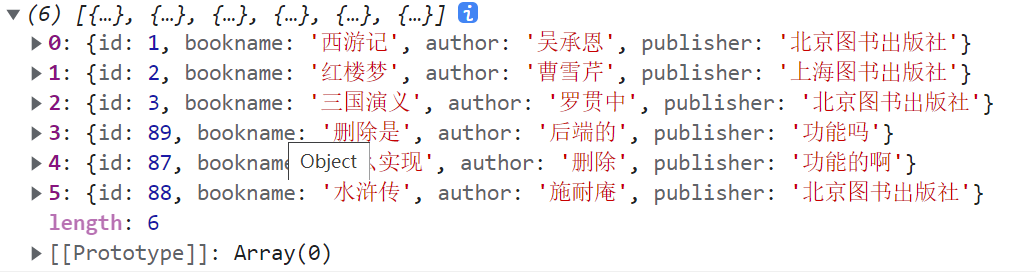 (6) [{…}, {…}, {…}, {…}, {…}, {…}] i
0: {id: 1, bookname: '西游记', author: '吴承恩', publisher: '北京图书出版社'}
1: {id: 2, bookname: '红楼梦', author: '曹雪芹', publisher: '上海图书出版社'}
2: {id: 3, bookname: '三国演义', author: '罗贯中', publisher: '北京图书出版社'}
3: {id: 89, bookname: '删除是', author: '后端的', publisher: '功能吗'}
4: {id: 87, bookname 实现', author: '删除', publisher: '功能的啊'}
Object
5: {id: 88, bookname: '水浒传', author: '施耐庵', publisher: '北京图书出版社'}
length: 6
[[Prototype]]: Array(0)